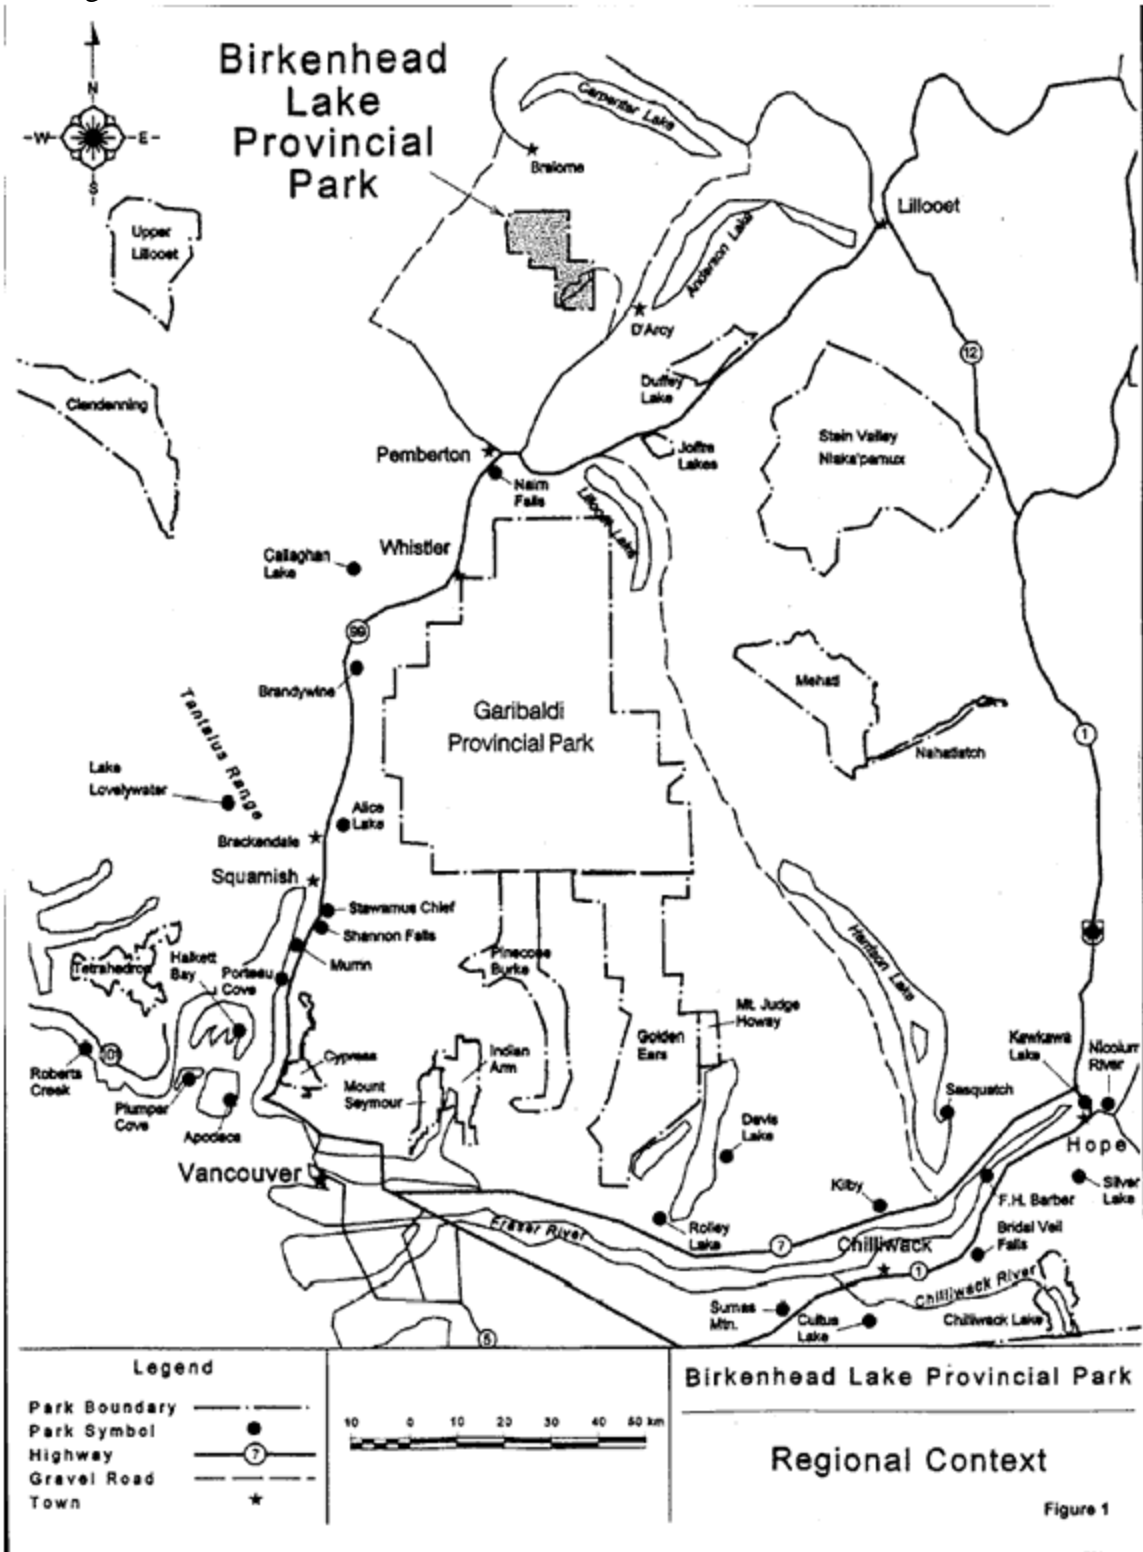 N
W
E
S
Birkenhead
Lake
Provincial
Park
Carpenter Lake
Bralorne
Lillooet
Upper
Lillooet
Anderson Lake
D'Arcy
12
Duffey
Lake
Clendenning
Stein Valley
Nlaka'pamux
Pemberton
Joffre
Lakes
Nairn
Falls
Lillooet Lake
Whistler
Callaghan
Lake
99
Brandywine
Mehatl
Garibaldi
Provincial Park
1
Nahatlatch
Tantalus Range
Lake
Lovelywater
Alice
Lake
Brackendale
Squamish
Stawamus Chief
Shannon Falls
Murrin
Harrison Lake
Pinecone
Burke
Tetrahedron
Halkett
Bay
Porteau
Cove
Mt. Judge
Howay
Golden
Ears
Kawkawa
Lake
Nicolum
River
101
Roberts
Creek
Cypress
Indian
Arm
Mount
Seymour
Sasquatch
Plumper
Cove
Apodaca
Davis
Lake
Hope
Vancouver
Kilby
F.H. Barber
Silver
Lake
Fraser River
Rolley
Lake
7
Chilliwack
Bridal Veil
Falls
1
Chilliwack River
Sumas
Mtn.
Cultus
Lake
Chilliwack Lake
5
Legend
Park Boundary
Park Symbol
Highway
7
Gravel Road
Town
10 0 10 20 30 40 50 km
Birkenhead Lake Provincial Park
Regional Context
Figure 1